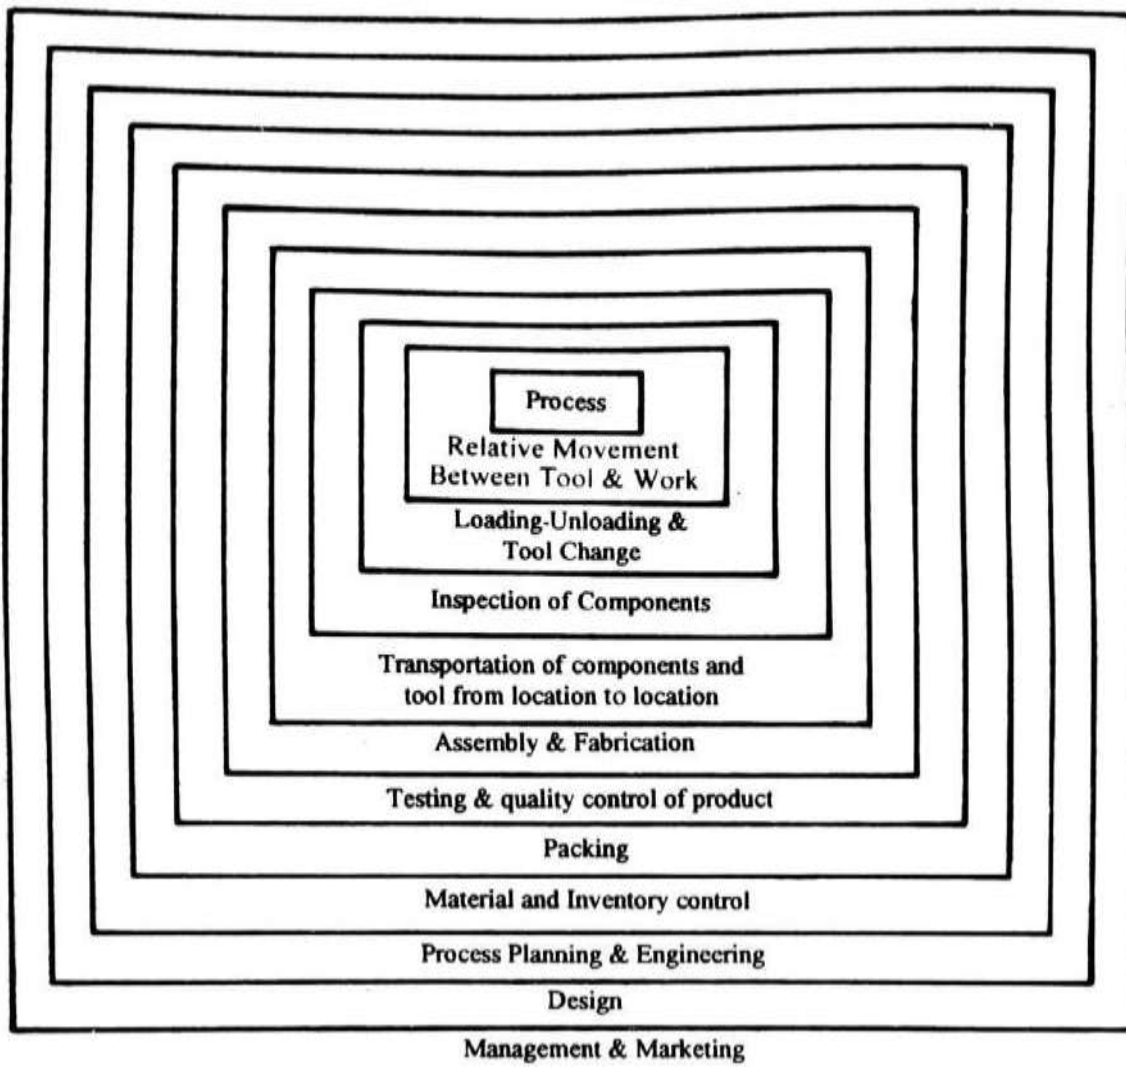 Process
Relative Movement
Between Tool & Work
Loading-Unloading &
Tool Change
Inspection of Components
Transportation of components and
tool from location to location
Assembly & Fabrication
Testing & quality control of product
Packing
Material and Inventory control
Process Planning & Engineering
Design
Management & Marketing